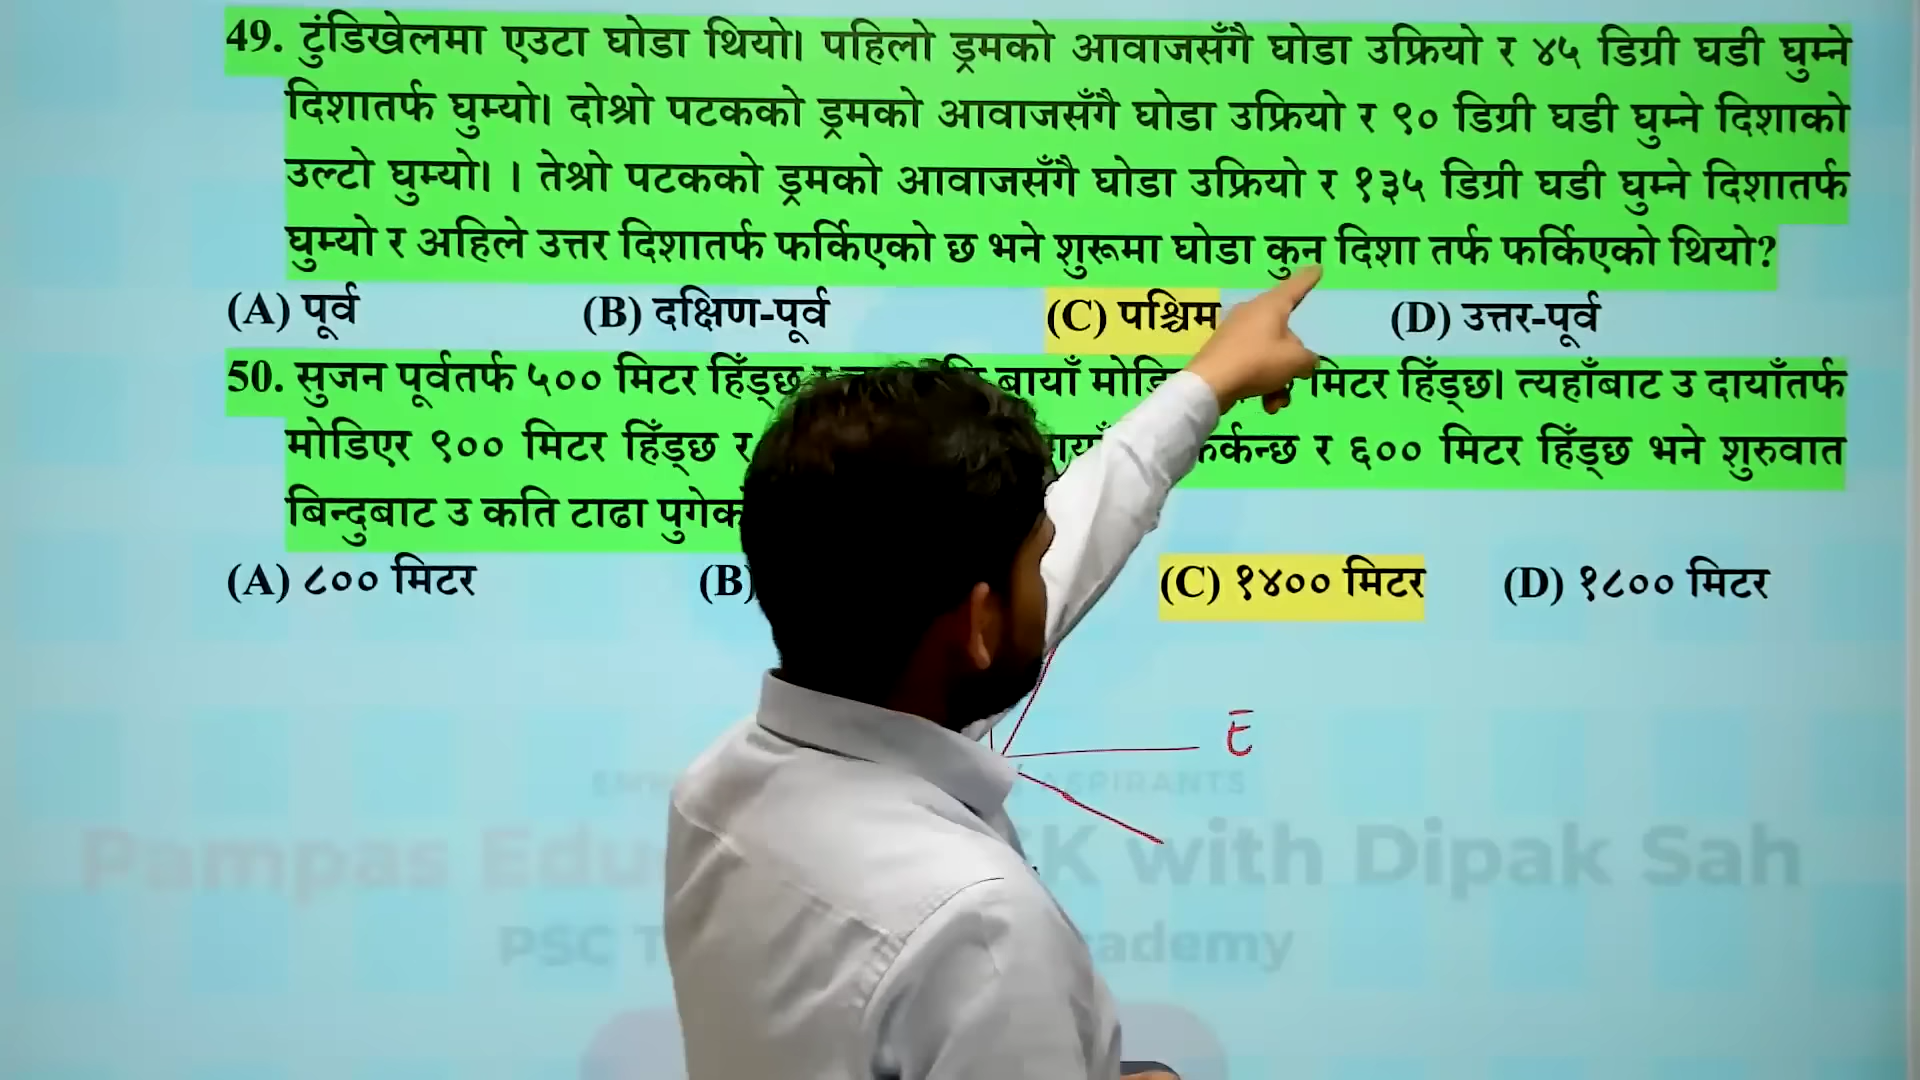 49. टुंडिखेलमा एउटा घोडा थियो। पहिलो ड्रमको आवाजसँगै घोडा उफ्रियो र ४५ डिग्री घडी घुम्ने
दिशातर्फ घुम्यो। दोश्रो पटकको ड्रमको आवाजसँगै घोडा उफ्रियो र ९० डिग्री घडी घुम्ने दिशाको
उल्टो घुम्यो। । तेश्रो पटकको ड्रमको आवाजसँगै घोडा उफ्रियो र १३५ डिग्री घडी घुम्ने दिशातर्फ
घुम्यो र अहिले उत्तर दिशातर्फ फर्किएको छ भने शुरूमा घोडा कुन दिशा तर्फ फर्किएको थियो?
(A) पूर्व (B) दक्षिण-पूर्व (C) पश्चिम (D) उत्तर-पूर्व
50. सुजन पूर्वतर्फ ५०० मिटर हिँड्छ बायाँ मिटर हिँड्छ। त्यहाँबाट उ दायाँतर्फ
मोडिएर ९०० मिटर हिँड्छ र फर्कन्छ र ६०० मिटर हिँड्छ भने शुरुवात
बिन्दुबाट उ कति टाढा
(A) ८०० मिटर (B) (C) १४०० मिटर (D) १८०० मिटर
E
ASPIRANTS
Pampas with Dipak Sah
PSC